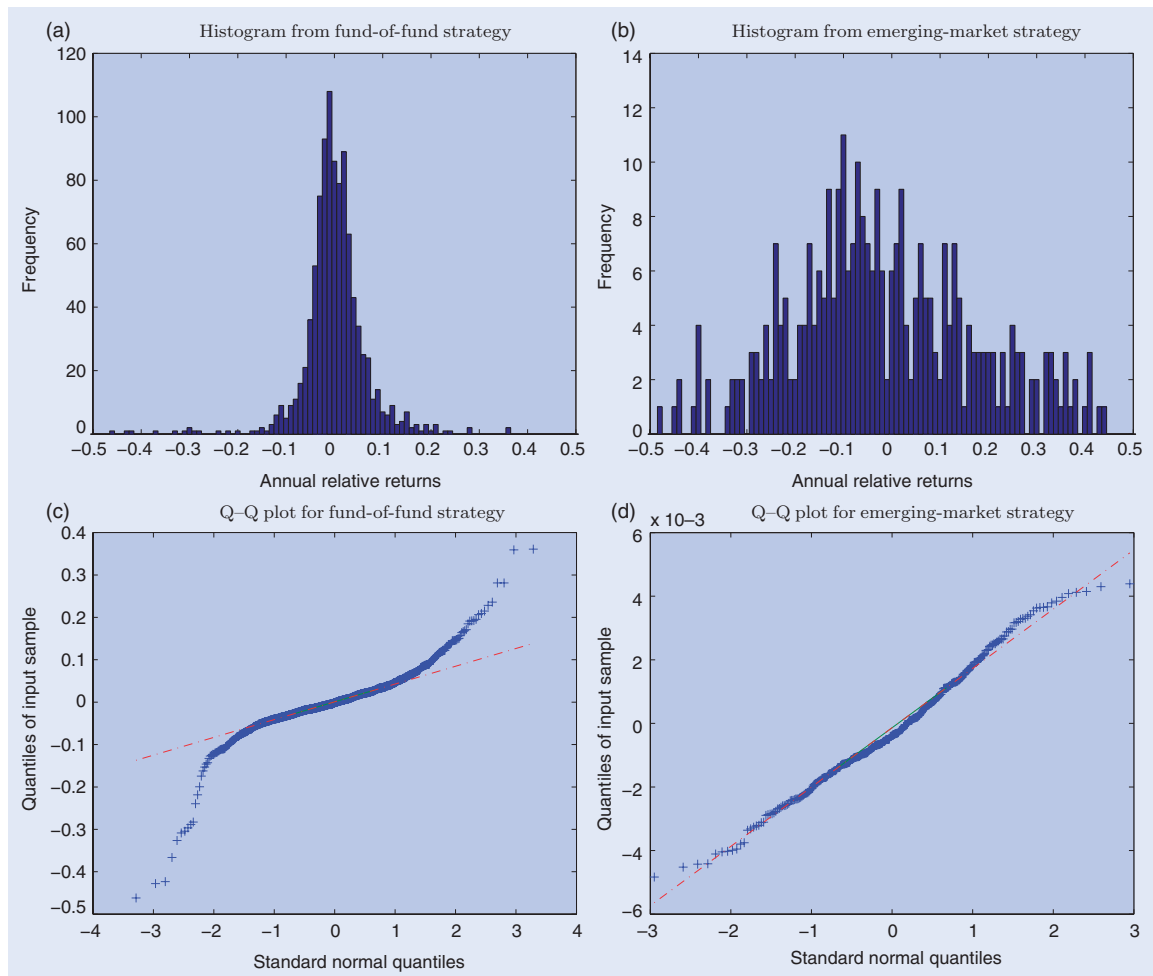 (a) Histogram from fund-of-fund strategy
120
100
80
60
40
20
0
Frequency
−0.5 −0.4 −0.3 −0.2 −0.1 0 0.1 0.2 0.3 0.4 0.5
Annual relative returns
(b) Histogram from emerging-market strategy
14
12
10
8
6
4
2
0
Frequency
−0.5 −0.4 −0.3 −0.2 −0.1 0 0.1 0.2 0.3 0.4 0.5
Annual relative returns
(c) Q–Q plot for fund-of-fund strategy
0.4
0.3
0.2
0.1
0
−0.1
−0.2
−0.3
−0.4
−0.5
Quantiles of input sample
−4 −3 −2 −1 0 1 2 3 4
Standard normal quantiles
(d) Q–Q plot for emerging-market strategy
x 10−3
6
4
2
0
−2
−4
−6
Quantiles of input sample
−3 −2 −1 0 1 2 3
Standard normal quantiles